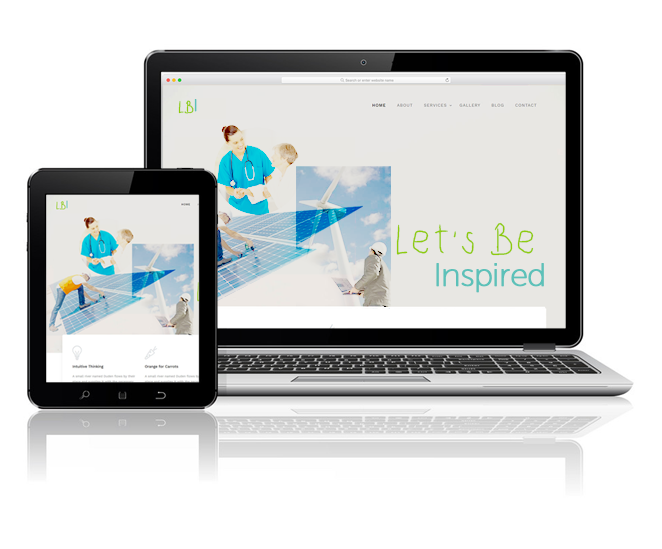 Search or enter website name
LBI
HOME ABOUT SERVICES GALLERY BLOG CONTACT
Let's Be
Inspired
LBI
HOME
Intuitive Thinking
Orange for Carrots